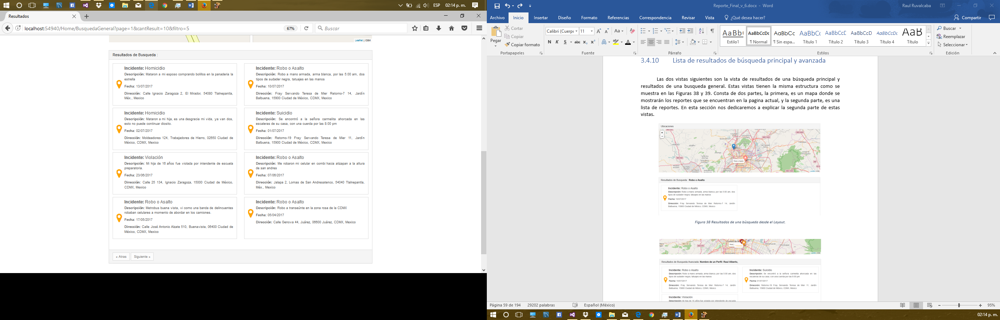 ESP 02:14 p. m.
Resultados
localhost:54940/Home/BusquedaGeneral?page=1&cantResult=10&filtro=5
67%
Buscar
Leaflet | OSM
Resultados de Busqueda :
Incidente: Homicidio
Descripción: Mataron a mi esposo comprando bolillos en la panaderia la
estrella
Fecha: 13/07/2017
Dirección: Calle Ignacio Zaragoza 2, El Mirador, 54080 Tlalnepantla,
Méx., Mexico
Incidente: Robo o Asalto
Descripción: Robo a mano armada, arma blanca, por las 5:00 am, dos
tipos de sudader negra, tatuajes en las manos
Fecha: 10/07/2017
Dirección: Fray Servando Teresa de Mier Retorno-7 14, Jardín
Balbuena, 15900 Ciudad de México, CDMX, Mexico
Incidente: Homicidio
Descripción: Mataron a mi hija, es una desgracia mi vida, ya van dos,
esto no puede continuar diosito.
Fecha: 02/07/2017
Dirección: Moldeadores 124, Trabajadores de Hierro, 02650 Ciudad de
México, CDMX, Mexico
Incidente: Suicidio
Descripción: Se encontró a la señora carmelita ahorcada en las
escaleras de su casa, con una cuerda por las 8:00 pm
Fecha: 01/07/2017
Dirección: Retorno-19 Fray Servando Teresa de Mier 11, Jardín
Balbuena, 15900 Ciudad de México, CDMX, Mexico
Incidente: Violación
Descripción: Mi hija de 16 años fue violada por intendente de escuela
preparatoria.
Fecha: 23/06/2017
Dirección: Calle 25 134, Ignacio Zaragoza, 15000 Ciudad de México,
CDMX, Mexico
Incidente: Robo o Asalto
Descripción: Me robaron mi celular en combi hacia atizapan a la altura
de san andres
Fecha: 07/06/2017
Dirección: Jalapa 2, Lomas de San Andresatenco, 54040 Tlalnepantla,
Méx., Mexico
Incidente: Robo o Asalto
Descripción: Metrobus buena vista, vi como una banda de delincuentes
robaban celulares a momento de abordar en los camiones.
Fecha: 17/05/2017
Dirección: Calle José Antonio Alzate 510, Buenavista, 06400 Ciudad de
México, CDMX, Mexico
Incidente: Robo o Asalto
Descripción: Robo a transeúnte en la zona rosa de la CDMX
Fecha: 05/04/2017
Dirección: Calle Genova 44, Juárez, 06600 Juárez, CDMX, Mexico
« Atras Siguiente »
Reporte_Final_v_6.docx - Word
Raul Ruvalcaba
Archivo Inicio Insertar Diseño Formato Referencias Correspondencia Revisar Vista ¿Qué desea hacer? Compartir
Pegar
Cortar
Copiar
Copiar formato
Portapapeles
Calibri (Cuerpo 11
N K S abc
Fuente
Párrafo
AaBb( Estilo1
AaBbCcDc ¶ Normal
AaBbCc ¶ Sin espa...
AaBbC Título 1
AaBbCcE Título 2
AaBbCcD Título 3
AaBbCcDc Título 4
AaB Título
Estilos
Buscar
Reemplazar
Seleccionar
Edición
3.4.10 Lista de resultados de búsqueda principal y avanzada
Las dos vistas siguientes son la vista de resultados de una búsqueda principal y
resultados de una busqueda general. Estas vistas tienen la misma estructura como se
muestra en las Figuras 38 y 39. Consta de dos partes, la primera, es un mapa donde se
mostrarán los reportes que se encuentran en la pagina actual, y la segunda parte, es una
lista de reportes. En esta sección nos dedicaremos a explicar la segunda parte de estas
vistas.
Ubicaciones
Robo o Asalto
Resultados de Busqueda : Robo o Asalto
Incidente: Robo o Asalto
Descripción: Robo a mano armada, arma blanca, por las 5:00 am, dos
tipos de sudader negra, tatuajes en las manos
Fecha: 10/07/2017
Dirección: Fray Servando Teresa de Mier Retorno-7 14, Jardín
Balbuena, 15900 Ciudad de México, CDMX, Mexico
Figura 38 Resultados de una búsqueda desde el Layout.
Resultados de Busqueda Avanzada: Nombre de un Perfil: Raul Alberto,
Incidente: Robo o Asalto
Descripción: Robo a mano armada, arma blanca, por las 5:00 am, dos
tipos de sudader negra, tatuajes en las manos
Fecha: 10/07/2017
Dirección: Fray Servando Teresa de Mier Retorno-7 14, Jardín
Balbuena, 15900 Ciudad de México, CDMX, Mexico
Incidente: Suicidio
Descripción: Se encontró a la señora carmelita ahorcada en las
escaleras de su casa, con una cuerda por las 8:00 pm
Fecha: 01/07/2017
Dirección: Retorno-19 Fray Servando Teresa de Mier 11, Jardín
Balbuena, 15900 Ciudad de México, CDMX, Mexico
Incidente: Violación
Descripción: Mi hija de 16 años fue violada por intendente de escuela
Página 59 de 194 29202 palabras Español (México) 95%
02:14 p. m.